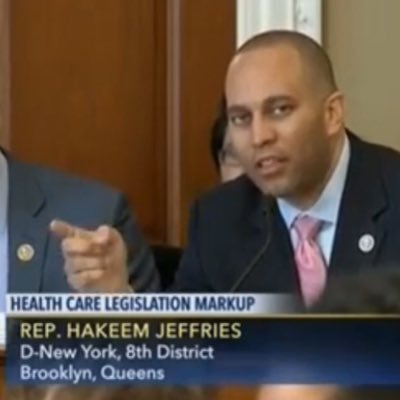 HEALTH CARE LEGISLATION MARKUP
REP. HAKEEM JEFFRIES
D-New York, 8th District
Brooklyn, Queens